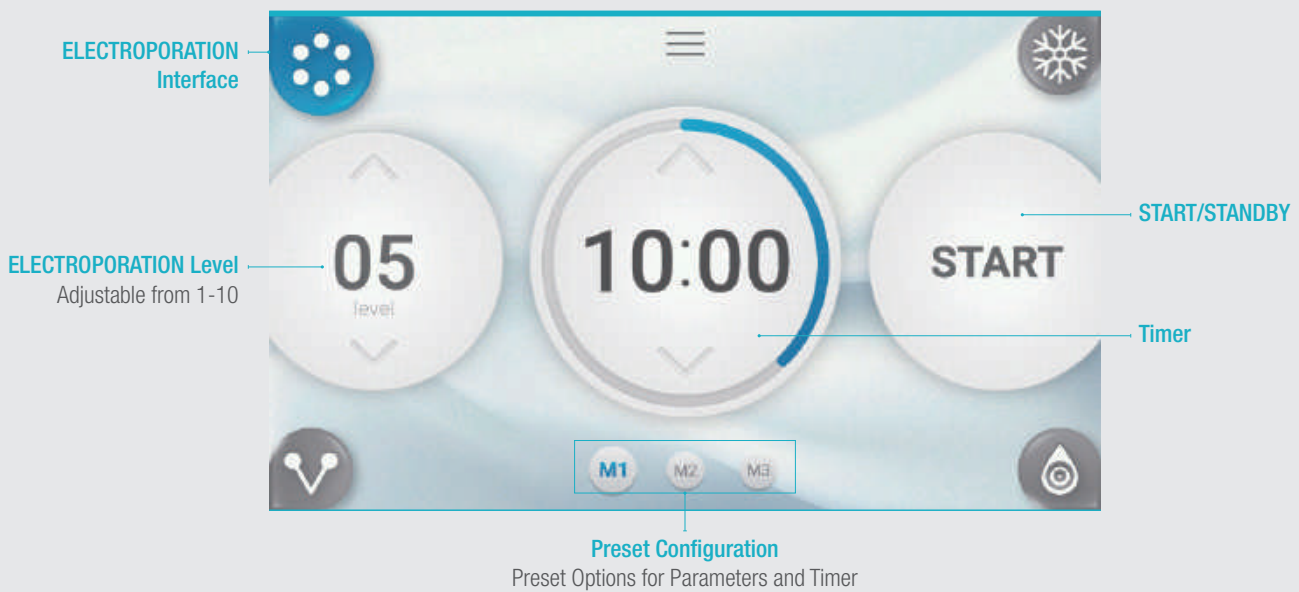 ELECTROPORATION
Interface
05
level
ELECTROPORATION Level
Adjustable from 1-10
10:00
START
START/STANDBY
Timer
M1 M2 M3
Preset Configuration
Preset Options for Parameters and Timer